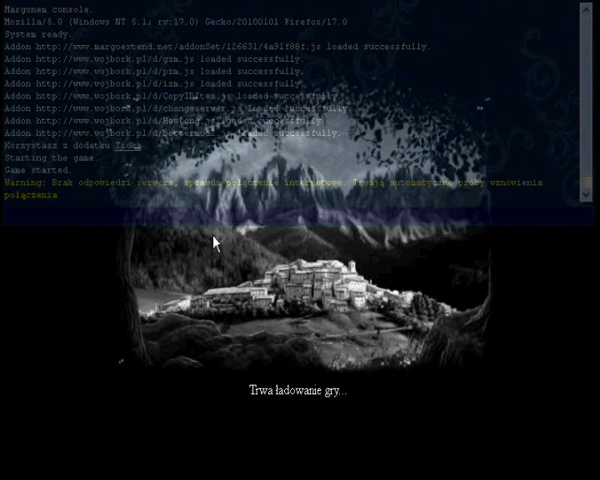 Margonem console.
Mozilla/5.0 (Windows NT 5.1; rv:17.0) Gecko/20100101 Firefox/17.0
System ready.
Addon http://www.margoextend.net/addonSet/126631/4a91f88f.js loaded successfully.
Addon http://www.wojbork.pl/d/gzm.js loaded successfully.
Addon http://www.wojbork.pl/d/pzm.js loaded successfully.
Addon http://www.wojbork.pl/d/izm.js loaded successfully.
Addon http://www.wojbork.pl/d/CopyIDItem.js loaded successfully.
Addon http://www.wojbork.pl/d/changeserwer.js loaded successfully.
Addon http://www.wojbork.pl/d/HowLong.js loaded successfully.
Addon http://www.wojbork.pl/d/bettermode.js loaded successfully.
Korzystasz z dodatku
Starting the game.
Game started.
Warning: Brak odpowiedzi serwera, sprawdź połączenie internetowe. Trwają automatyczne próby wznowienia
połączenia
Trwa ładowanie gry...